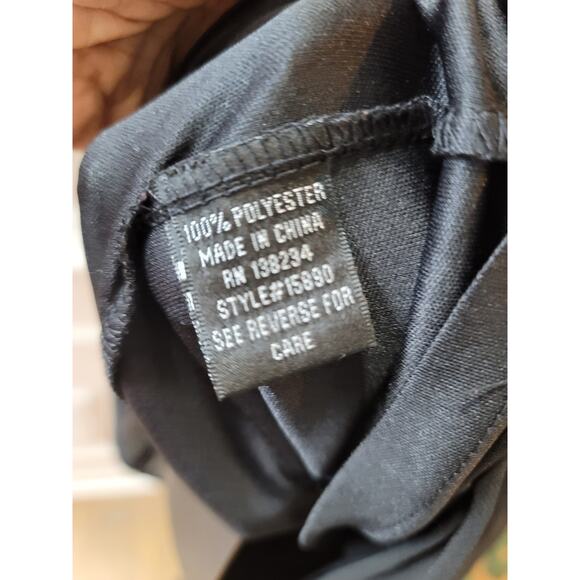 100% POLYESTER
MADE IN CHINA
RN 138234
STYLE#15890
SEE REVERSE FOR
CARE